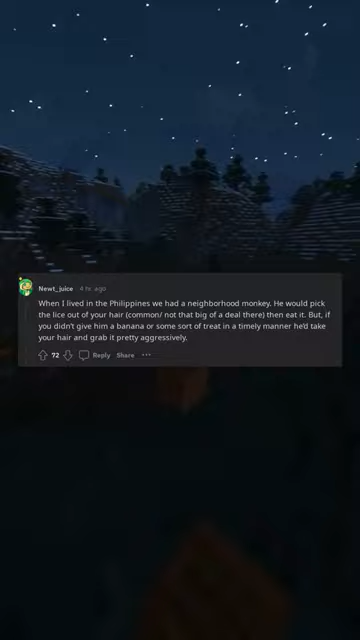 Newt_juice · 4 hr. ago
When I lived in the Philippines we had a neighborhood monkey. He would pick
the lice out of your hair (common/ not that big of a deal there) then eat it. But, if
you didn't give him a banana or some sort of treat in a timely manner he'd take
your hair and grab it pretty aggressively.
72 Reply Share ···